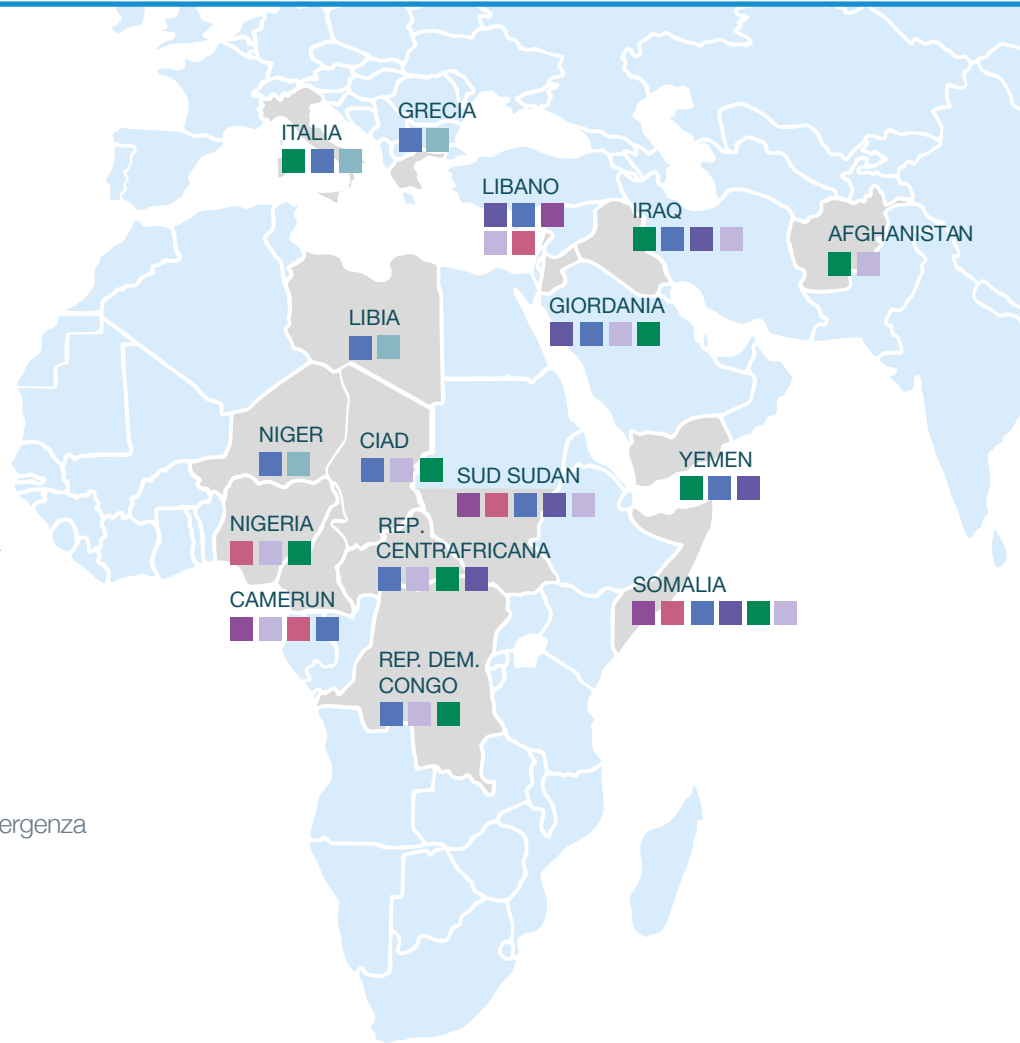 GRECIA
ITALIA
LIBANO
IRAQ
AFGHANISTAN
GIORDANIA
LIBIA
NIGER
CIAD
YEMEN
SUD SUDAN
NIGERIA
REP.
CENTRAFRICANA
CAMERUN
SOMALIA
REP. DEM.
CONGO
ergenza